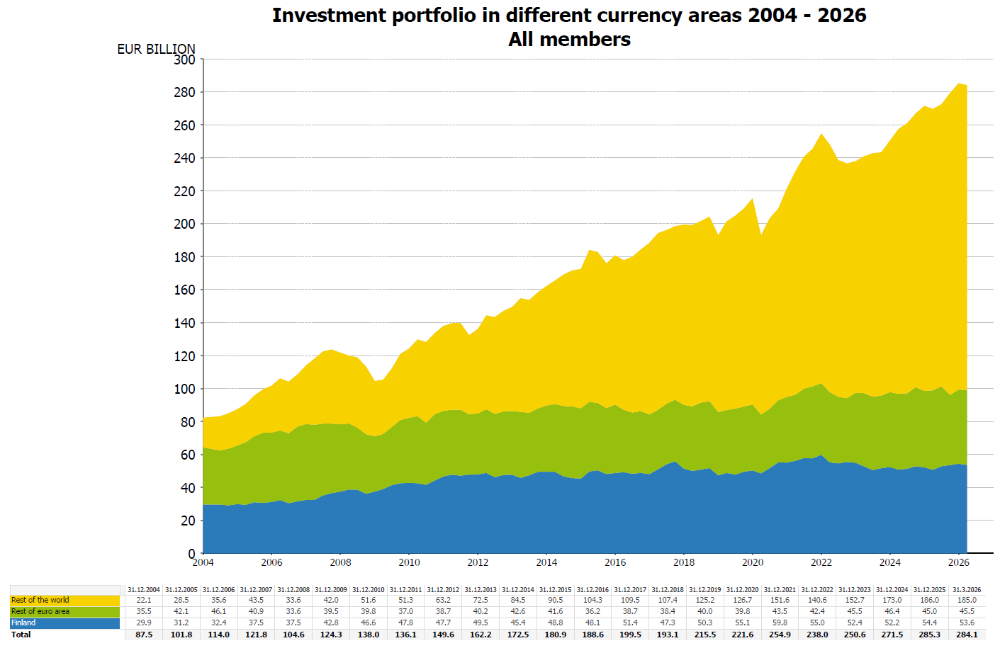 Investment portfolio in different currency areas 2004 - 2026
All members
EUR BILLION
300
280
260
240
220
200
180
160
140
120
100
80
60
40
20
0
2004 2006 2008 2010 2012 2014 2016 2018 2020 2022 2024 2026
31.12.2004 31.12.2005 31.12.2006 31.12.2007 31.12.2008 31.12.2009 31.12.2010 31.12.2011 31.12.2012 31.12.2013 31.12.2014 31.12.2015 31.12.2016 31.12.2017 31.12.2018 31.12.2019 31.12.2020 31.12.2021 31.12.2022 31.12.2023 31.12.2024 31.12.2025 31.3.2026
Rest of the world 22.1 28.5 35.6 43.5 33.6 42.0 51.6 51.3 63.2 72.5 84.5 90.5 104.3 109.5 107.4 125.2 126.7 151.6 140.6 152.7 173.0 186.0 185.0
Rest of euro area 35.5 42.1 46.1 40.9 33.6 39.5 39.8 37.0 38.7 40.2 42.6 41.6 36.2 38.7 38.4 40.0 39.8 43.5 42.4 45.5 46.4 45.0 45.5
Finland 29.9 31.2 32.4 37.5 37.5 42.8 46.6 47.8 47.7 49.5 45.4 48.8 48.1 51.4 47.3 50.3 55.1 59.8 55.0 52.4 52.2 54.4 53.6
Total 87.5 101.8 114.0 121.8 104.6 124.3 138.0 136.1 149.6 162.2 172.5 180.9 188.6 199.5 193.1 215.5 221.6 254.9 238.0 250.6 271.5 285.3 284.1